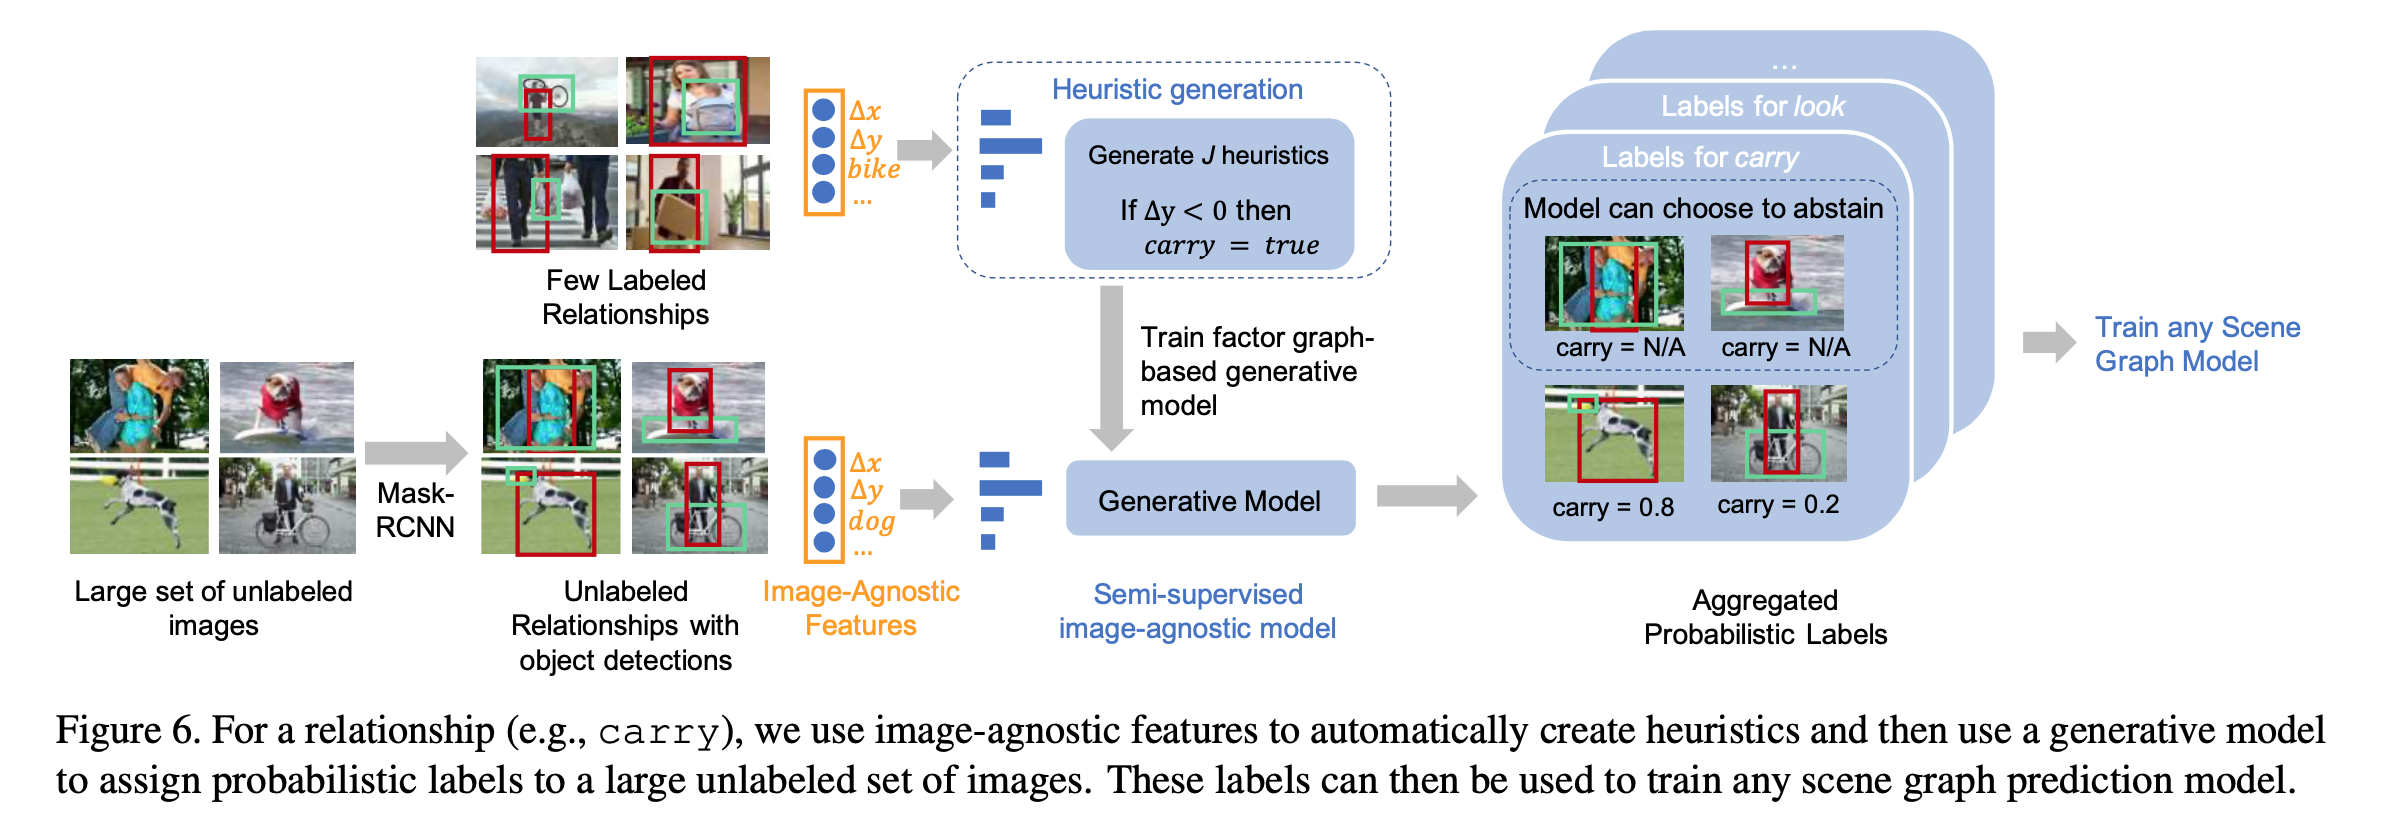 Few Labeled
Relationships
Δx
Δy
bike
...
Heuristic generation
Generate J heuristics
If Δy < 0 then
carry = true
Train factor graph-
based generative
model
Large set of unlabeled
images
Mask-
RCNN
Unlabeled
Relationships with
object detections
Δx
Δy
dog
...
Image-Agnostic
Features
Generative Model
Semi-supervised
image-agnostic model
...
Labels for look
Labels for carry
Model can choose to abstain
carry = N/A
carry = N/A
carry = 0.8
carry = 0.2
Aggregated
Probabilistic Labels
Train any Scene
Graph Model
Figure 6. For a relationship (e.g., carry), we use image-agnostic features to automatically create heuristics and then use a generative model
to assign probabilistic labels to a large unlabeled set of images. These labels can then be used to train any scene graph prediction model.